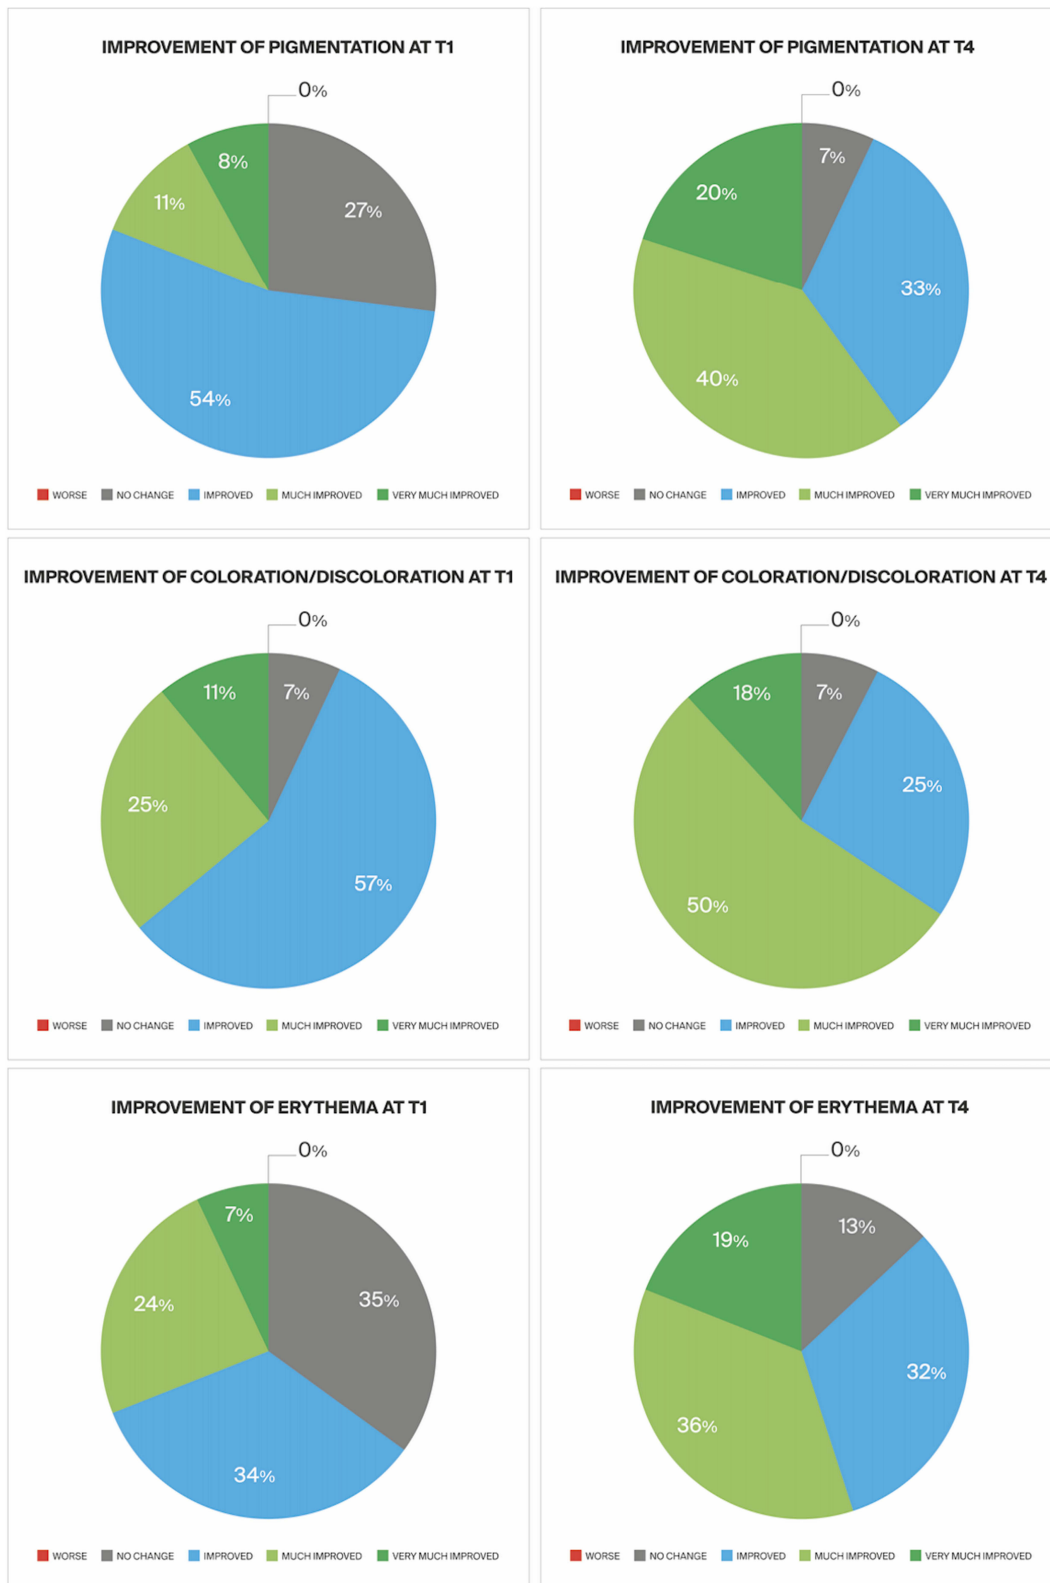 IMPROVEMENT OF PIGMENTATION AT T1
0%
8%
27%
11%
54%
WORSE NO CHANGE IMPROVED MUCH IMPROVED VERY MUCH IMPROVED
IMPROVEMENT OF PIGMENTATION AT T4
0%
7%
20%
33%
40%
WORSE NO CHANGE IMPROVED MUCH IMPROVED VERY MUCH IMPROVED
IMPROVEMENT OF COLORATION/DISCOLORATION AT T1
0%
11%
7%
25%
57%
WORSE NO CHANGE IMPROVED MUCH IMPROVED VERY MUCH IMPROVED
IMPROVEMENT OF COLORATION/DISCOLORATION AT T4
0%
18%
7%
25%
50%
WORSE NO CHANGE IMPROVED MUCH IMPROVED VERY MUCH IMPROVED
IMPROVEMENT OF ERYTHEMA AT T1
0%
7%
35%
24%
34%
WORSE NO CHANGE IMPROVED MUCH IMPROVED VERY MUCH IMPROVED
IMPROVEMENT OF ERYTHEMA AT T4
0%
13%
19%
32%
36%
WORSE NO CHANGE IMPROVED MUCH IMPROVED VERY MUCH IMPROVED